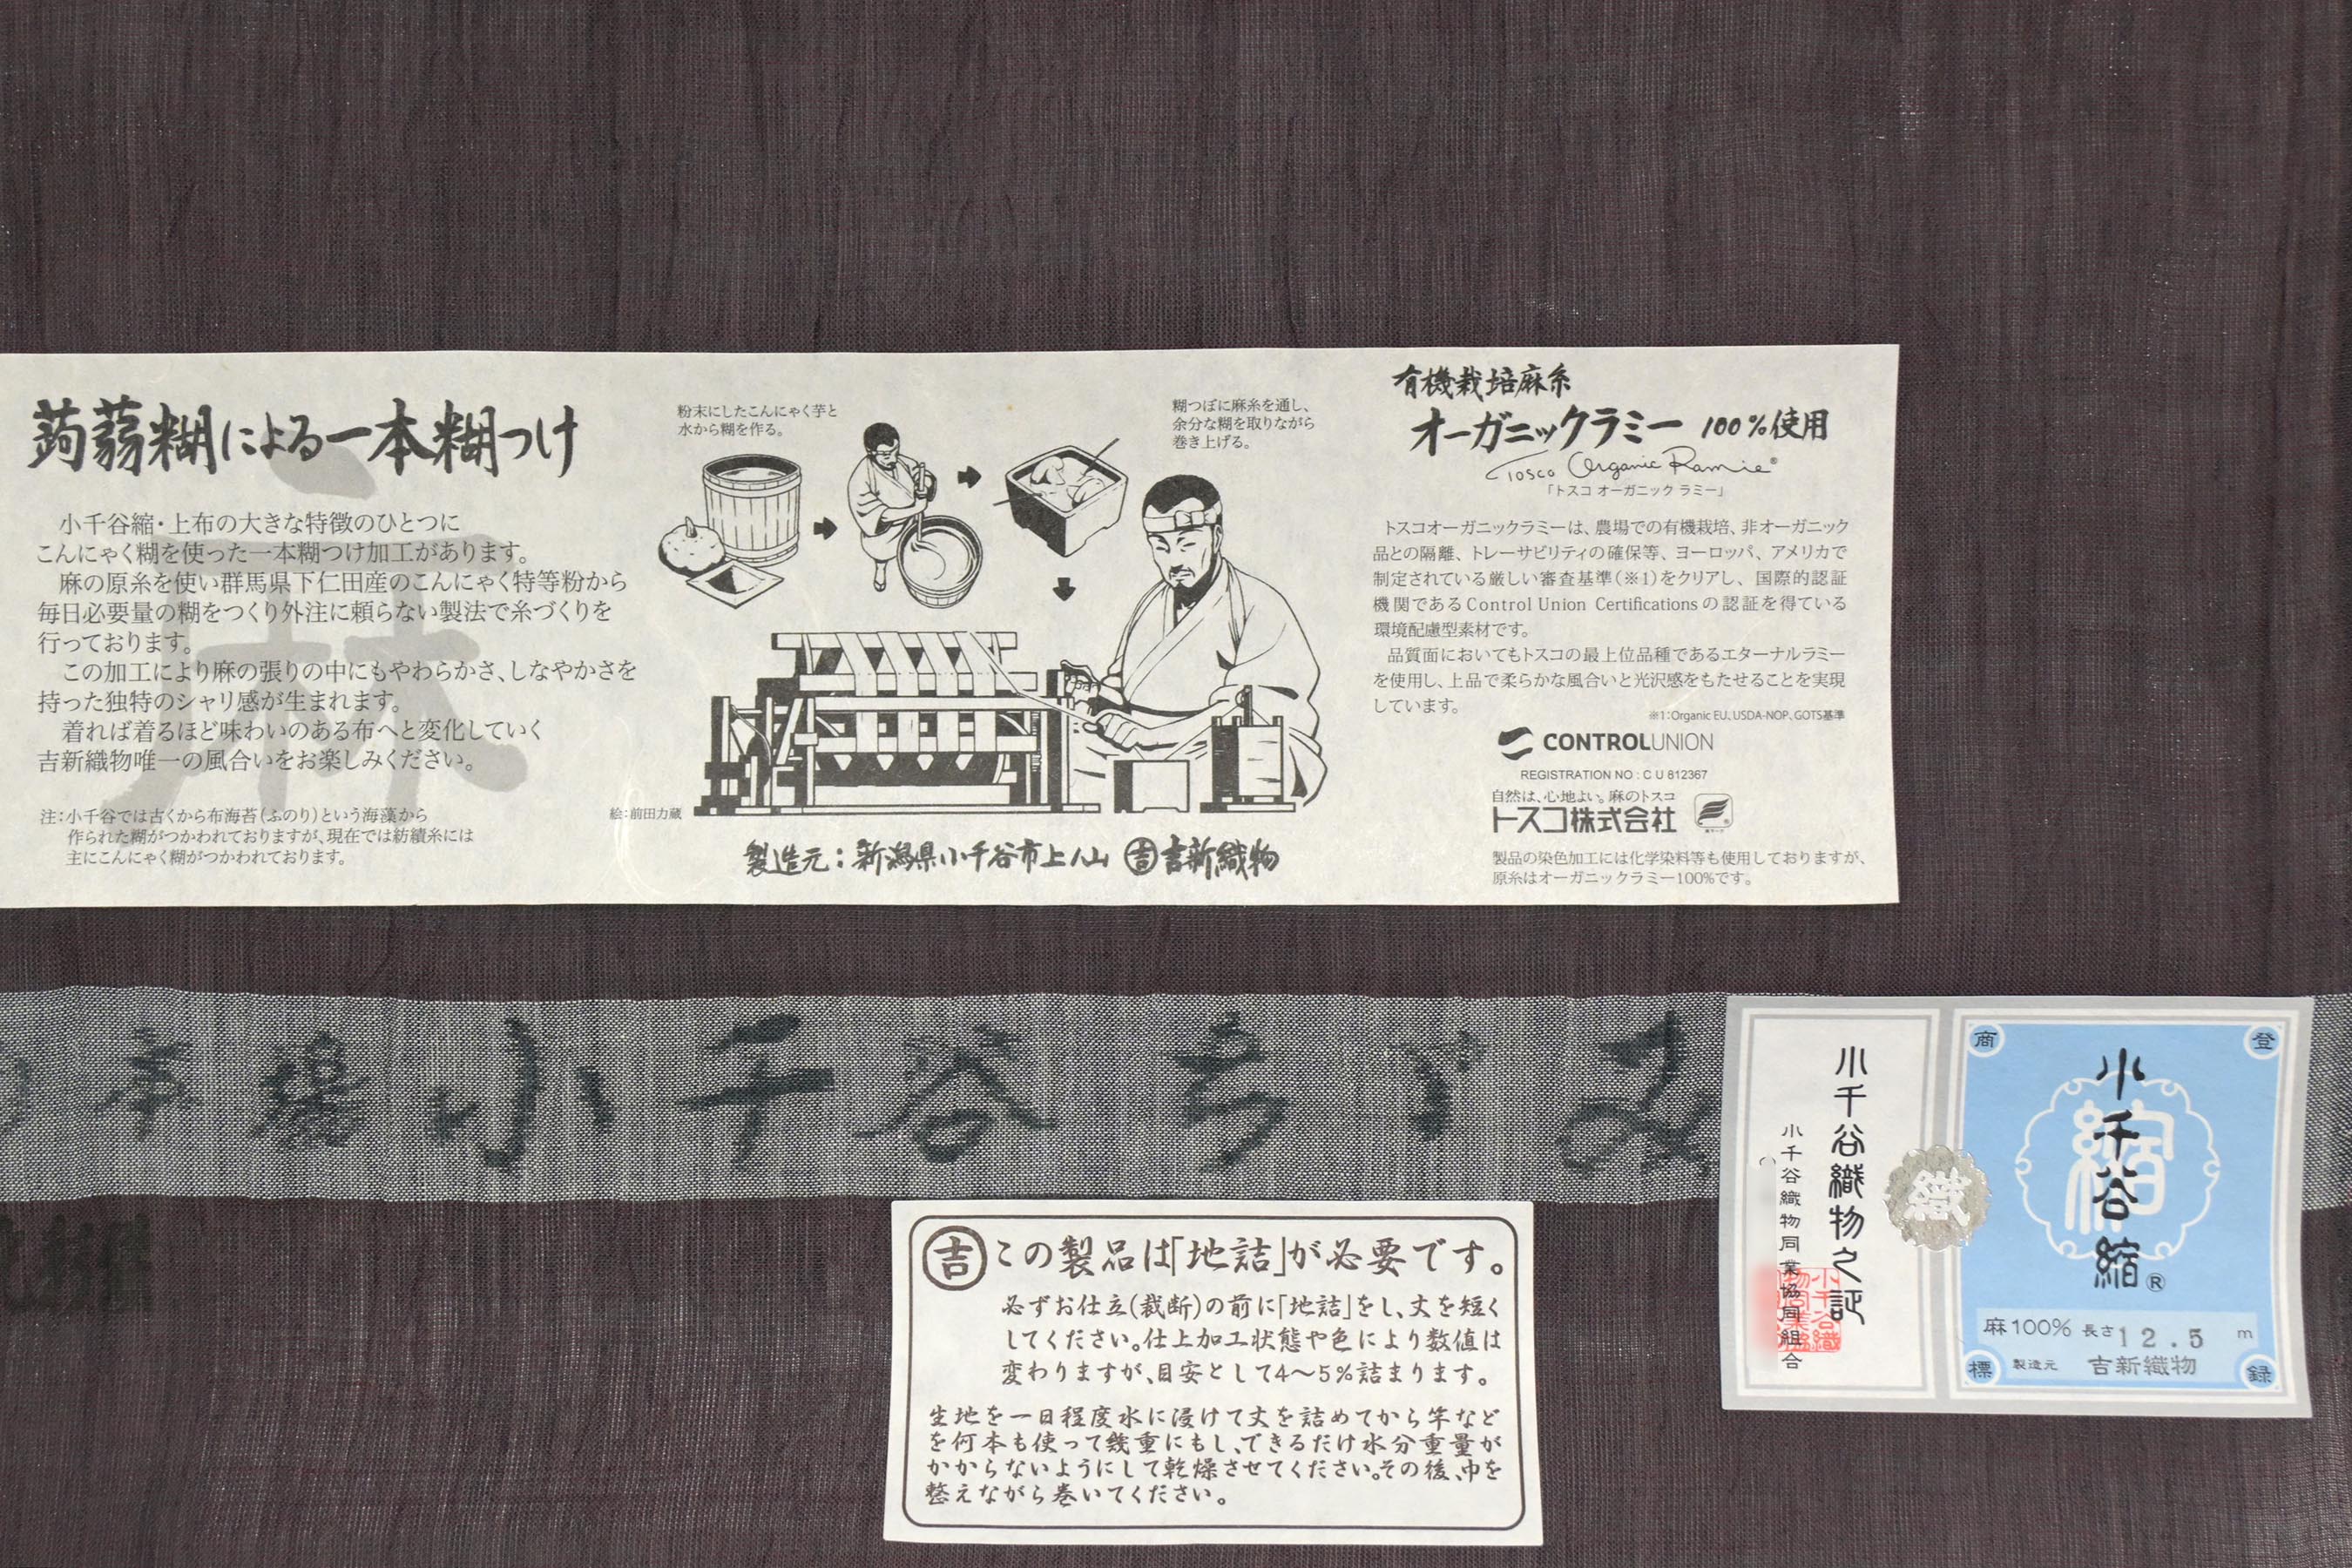 蒟蒻糊による一本糊つけ
小千谷縮・上布の大きな特徴のひとつに
こんにゃく糊を使った一本糊つけ加工があります。
麻の原糸を使い群馬県下仁田産のこんにゃく特等粉から
毎日必要量の糊をつくり外注に頼らない製法で糸づくりを
行っております。
この加工により麻の張りの中にもやわらかさ、しなやかさを
持った独特のシャリ感が生まれます。
着れば着るほど味わいのある布へと変化していく
吉新織物唯一の風合いをお楽しみください。
麻
注：小千谷では古くから布海苔（ふのり）という海藻から
作られた糊がつかわれておりますが、現在では紡績糸には
主にこんにゃく糊がつかわれております。
粉末にしたこんにゃく芋と
水から糊を作る。
糊つぼに麻糸を通し、
余分な糊を取りながら
巻き上げる。
絵：前田力蔵
製造元：新潟県小千谷市上ノ山 吉 吉新織物
有機栽培麻糸
オーガニックラミー 100%使用
Tosco Organic Ramie®
「トスコ オーガニック ラミー」
トスコオーガニックラミーは、農場での有機栽培、非オーガニック
品との隔離、トレーサビリティの確保等、ヨーロッパ、アメリカで
制定されている厳しい審査基準（※1）をクリアし、国際的認証
機関であるControl Union Certificationsの認証を得ている
環境配慮型素材です。
品質面においてもトスコの最上位品種であるエターナルラミー
を使用し、上品で柔らかな風合いと光沢感をもたせることを実現
しています。
※1：Organic EU、USDA-NOP、GOTS基準
CONTROLUNION
REGISTRATION NO : C U 812367
自然は、心地よい。麻のトスコ
トスコ株式会社
製品の染色加工には化学染料等も使用しておりますが、
原糸はオーガニックラミー100%です。
本場小千谷ちぢみ
吉 この製品は「地詰」が必要です。
必ずお仕立(裁断)の前に「地詰」をし、丈を短く
してください。仕上加工状態や色により数値は
変わりますが、目安として4〜5%詰まります。
生地を一日程度水に浸けて丈を詰めてから竿など
を何本も使って幾重にもし、できるだけ水分重量が
かからないようにして乾燥させてください。その後、巾を
整えながら巻いてください。
小千谷織物之証
小千谷織物同業協同組合
織
登録商標
縮
小千谷縮®
麻100% 長さ12.5 m
製造元 吉新織物